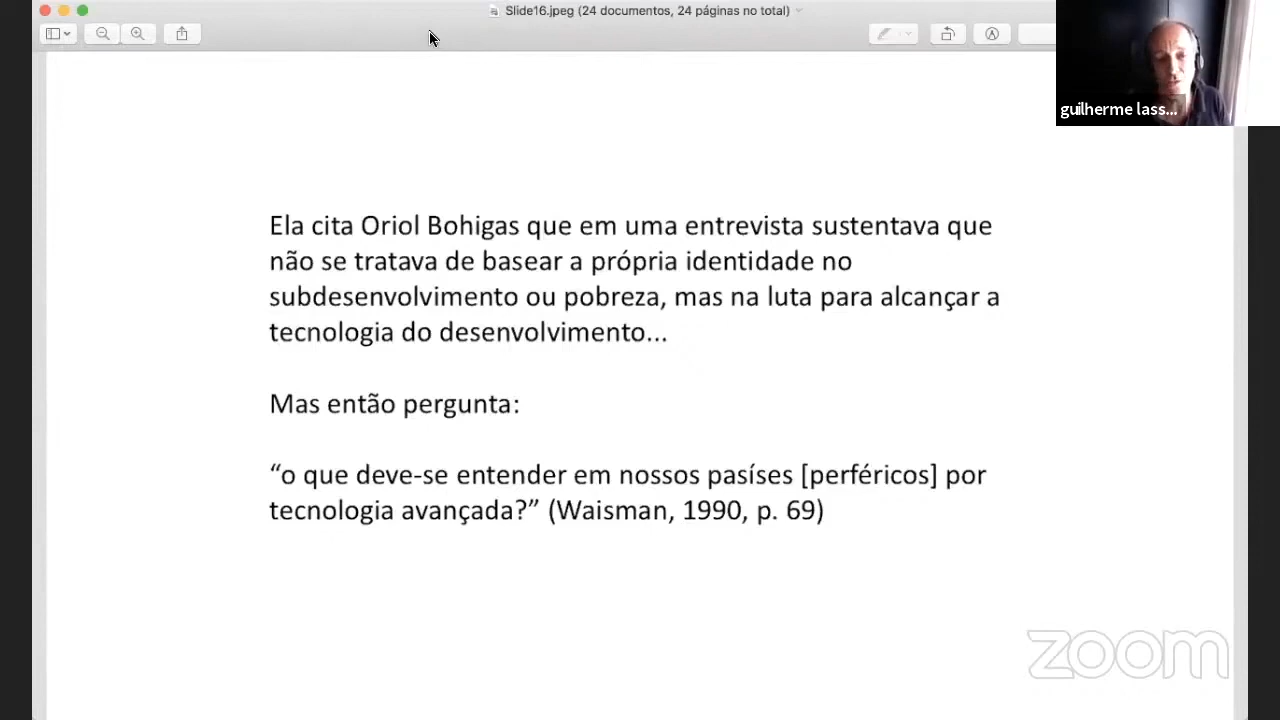 Slide16.jpeg (24 documentos, 24 páginas no total)
guilherme lass...
Ela cita Oriol Bohigas que em uma entrevista sustentava que
não se tratava de basear a própria identidade no
subdesenvolvimento ou pobreza, mas na luta para alcançar a
tecnologia do desenvolvimento...
Mas então pergunta:
“o que deve-se entender em nossos pasíses [perféricos] por
tecnologia avançada?” (Waisman, 1990, p. 69)
zoom